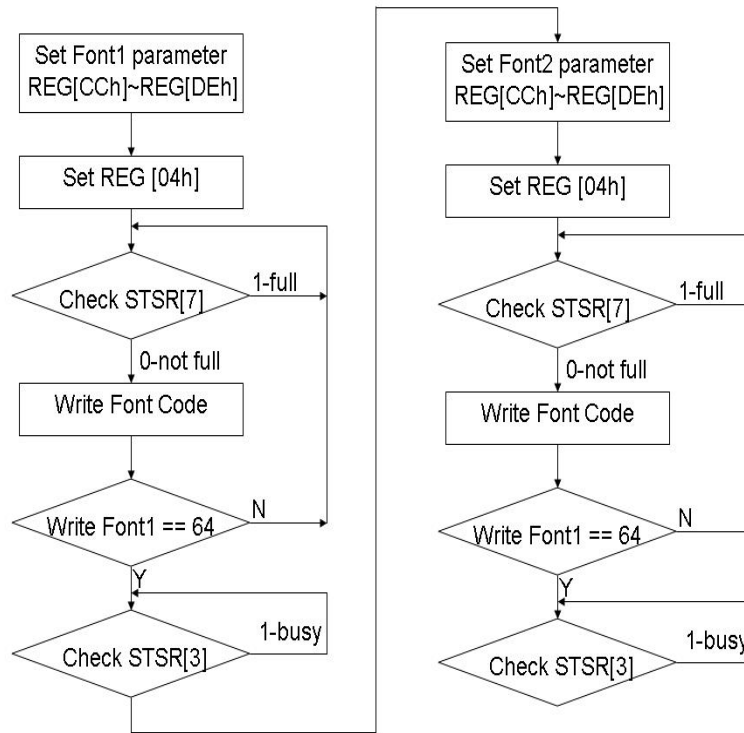 Set Font1 parameter
REG[CCh]~REG[DEh]
Set REG [04h]
Check STSR[7]
1-full
0-not full
Write Font Code
Write Font1 == 64
N
Y
Check STSR[3]
1-busy
Set Font2 parameter
REG[CCh]~REG[DEh]
Set REG [04h]
Check STSR[7]
1-full
0-not full
Write Font Code
Write Font1 == 64
N
Y
Check STSR[3]
1-busy